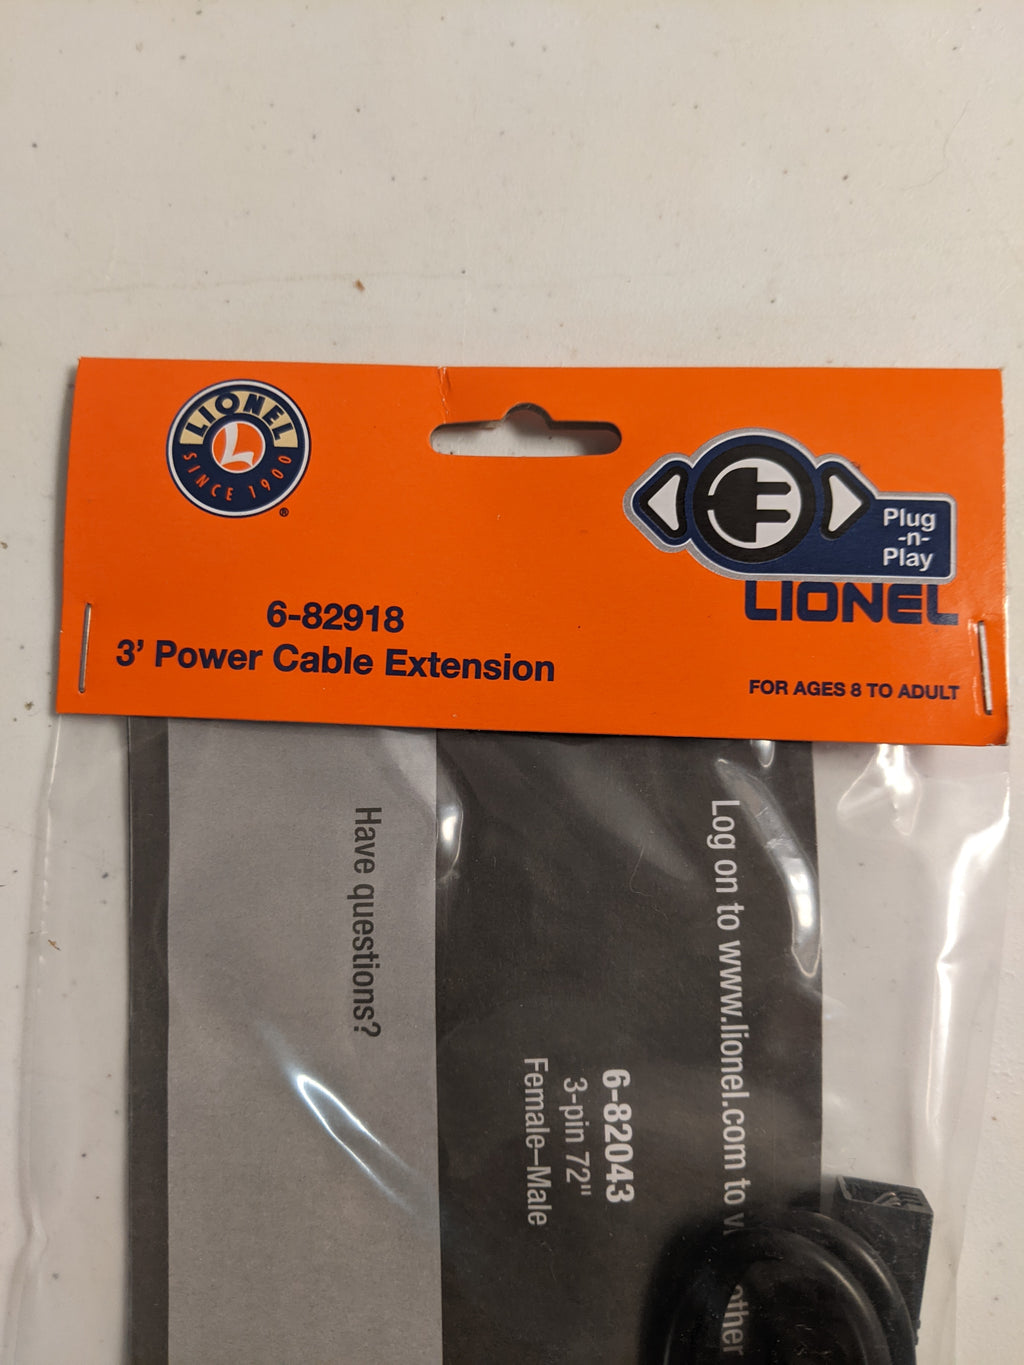 LIONEL
SINCE 1900
L
®
Plug
-n-
Play
LIONEL
6-82918
3' Power Cable Extension
FOR AGES 8 TO ADULT
Have questions?
Log on to www.lionel.com to
other
6-82043
3-pin 72"
Female–Male